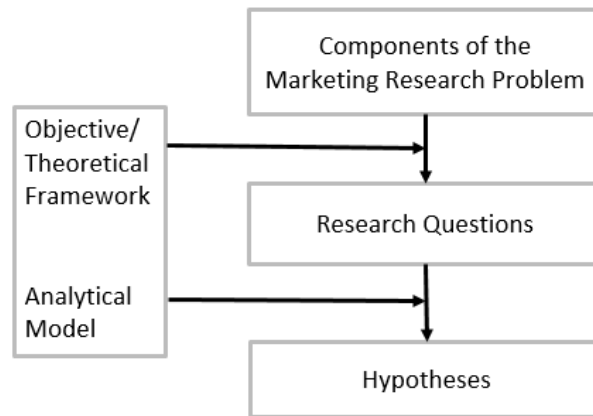 Components of the
Marketing Research Problem
Objective/
Theoretical
Framework
Research Questions
Analytical
Model
Hypotheses